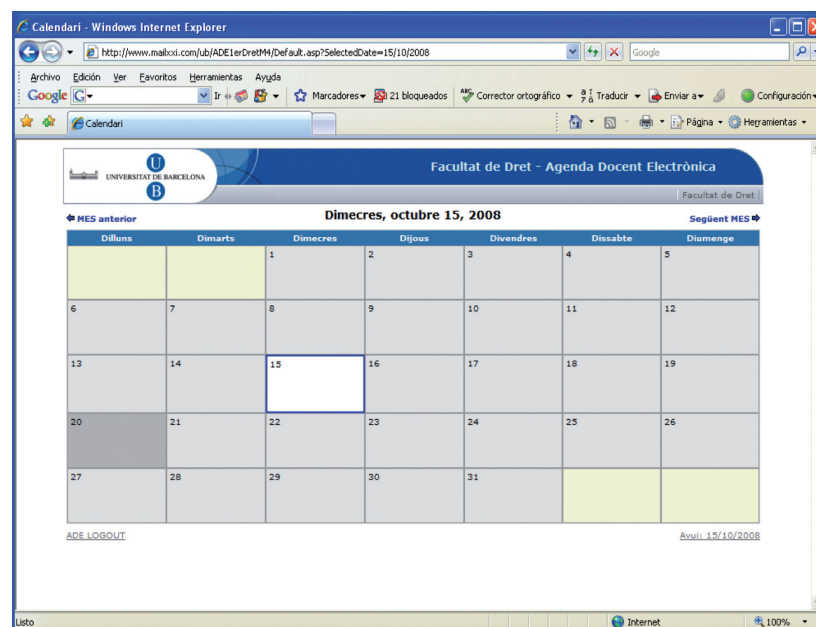 Calendari - Windows Internet Explorer
http://www.mailxxi.com/ub/ADE1erDretM4/Default.asp?SelectedDate=15/10/2008
Google
Archivo Edición Ver Favoritos Herramientas Ayuda
Google G Ir Marcadores 21 bloqueados ABC Corrector ortográfico Traducir Enviar a Configuración
Calendari Página Herramientas
U
UNIVERSITAT DE BARCELONA
B
Facultat de Dret - Agenda Docent Electrònica
Facultat de Dret
MES anterior Dimecres, octubre 15, 2008 Següent MES
Dilluns Dimarts Dimecres Dijous Divendres Dissabte Diumenge
1 2 3 4 5
6 7 8 9 10 11 12
13 14 15 16 17 18 19
20 21 22 23 24 25 26
27 28 29 30 31
ADE LOGOUT Avui: 15/10/2008
Listo Internet 100%